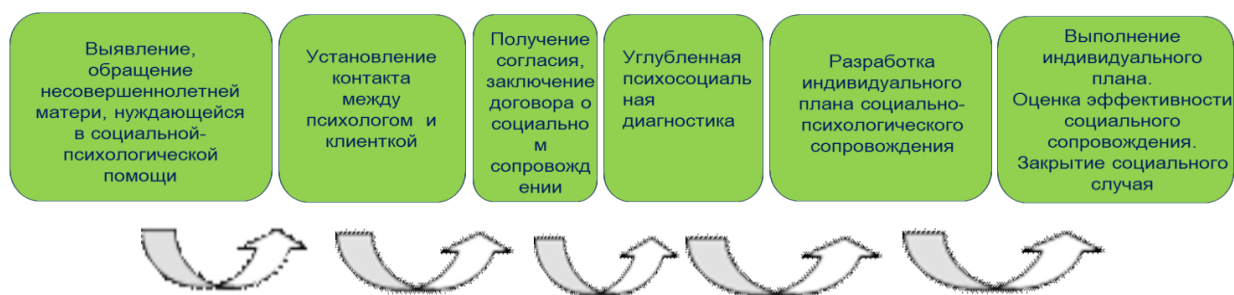 Выявление,
обращение
несовершеннолетней
матери, нуждающейся
в социальной-
психологической
помощи
Установление
контакта
между
психологом и
клиенткой
Получение
согласия,
заключение
договора о
социально
м
сопровожд
ении
Углубленная
психосоциаль
ная
диагностика
Разработка
индивидуального
плана социально-
психологического
сопровождения
Выполнение
индивидуального
плана.
Оценка эффективности
социального
сопровождения.
Закрытие социального
случая